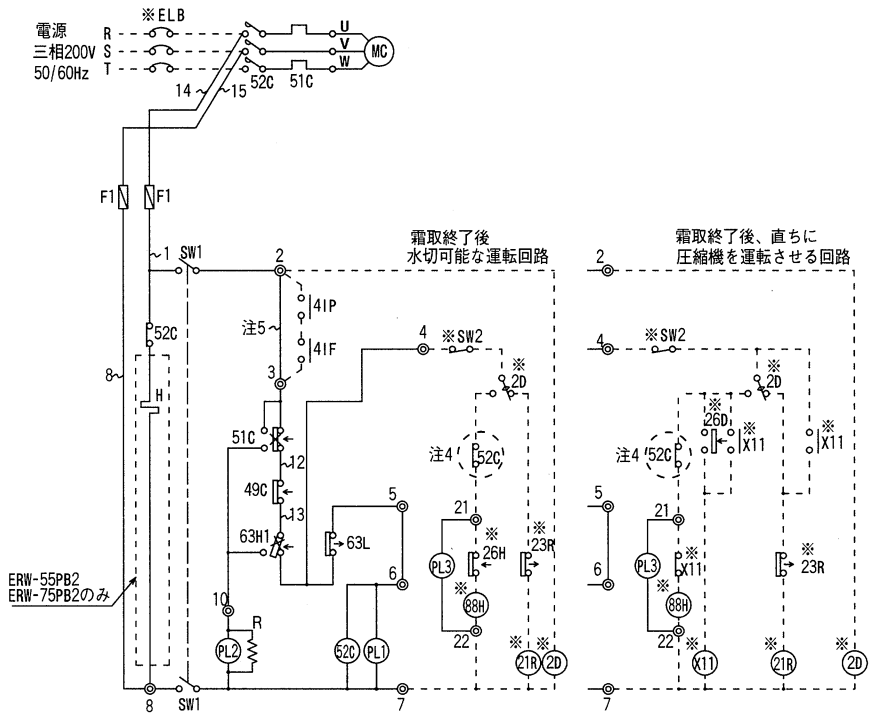 ※ELB
電源
三相200V
50/60Hz
R
S
T
U
V
W
MC
52C
51C
14
15
F1
F1
1
SW1
2
41P
注5
41F
3
52C
8
H
51C
12
49C
13
63H1
63L
ERW-55PB2
ERW-75PB2のみ
10
R
PL2
52C
PL1
8
SW1
霜取終了後
水切可能な運転回路
4
※SW2
※
2D
注4
52C
5
21
※
26H
※
23R
PL3
6
※
88H
22
※
21R
※
2D
7
霜取終了後、直ちに
圧縮機を運転させる回路
2
4
※SW2
※
2D
※
26D
※
X11
※
X11
注4
52C
5
21
※
X11
※
23R
PL3
6
※
88H
22
※
X11
※
21R
※
2D
7